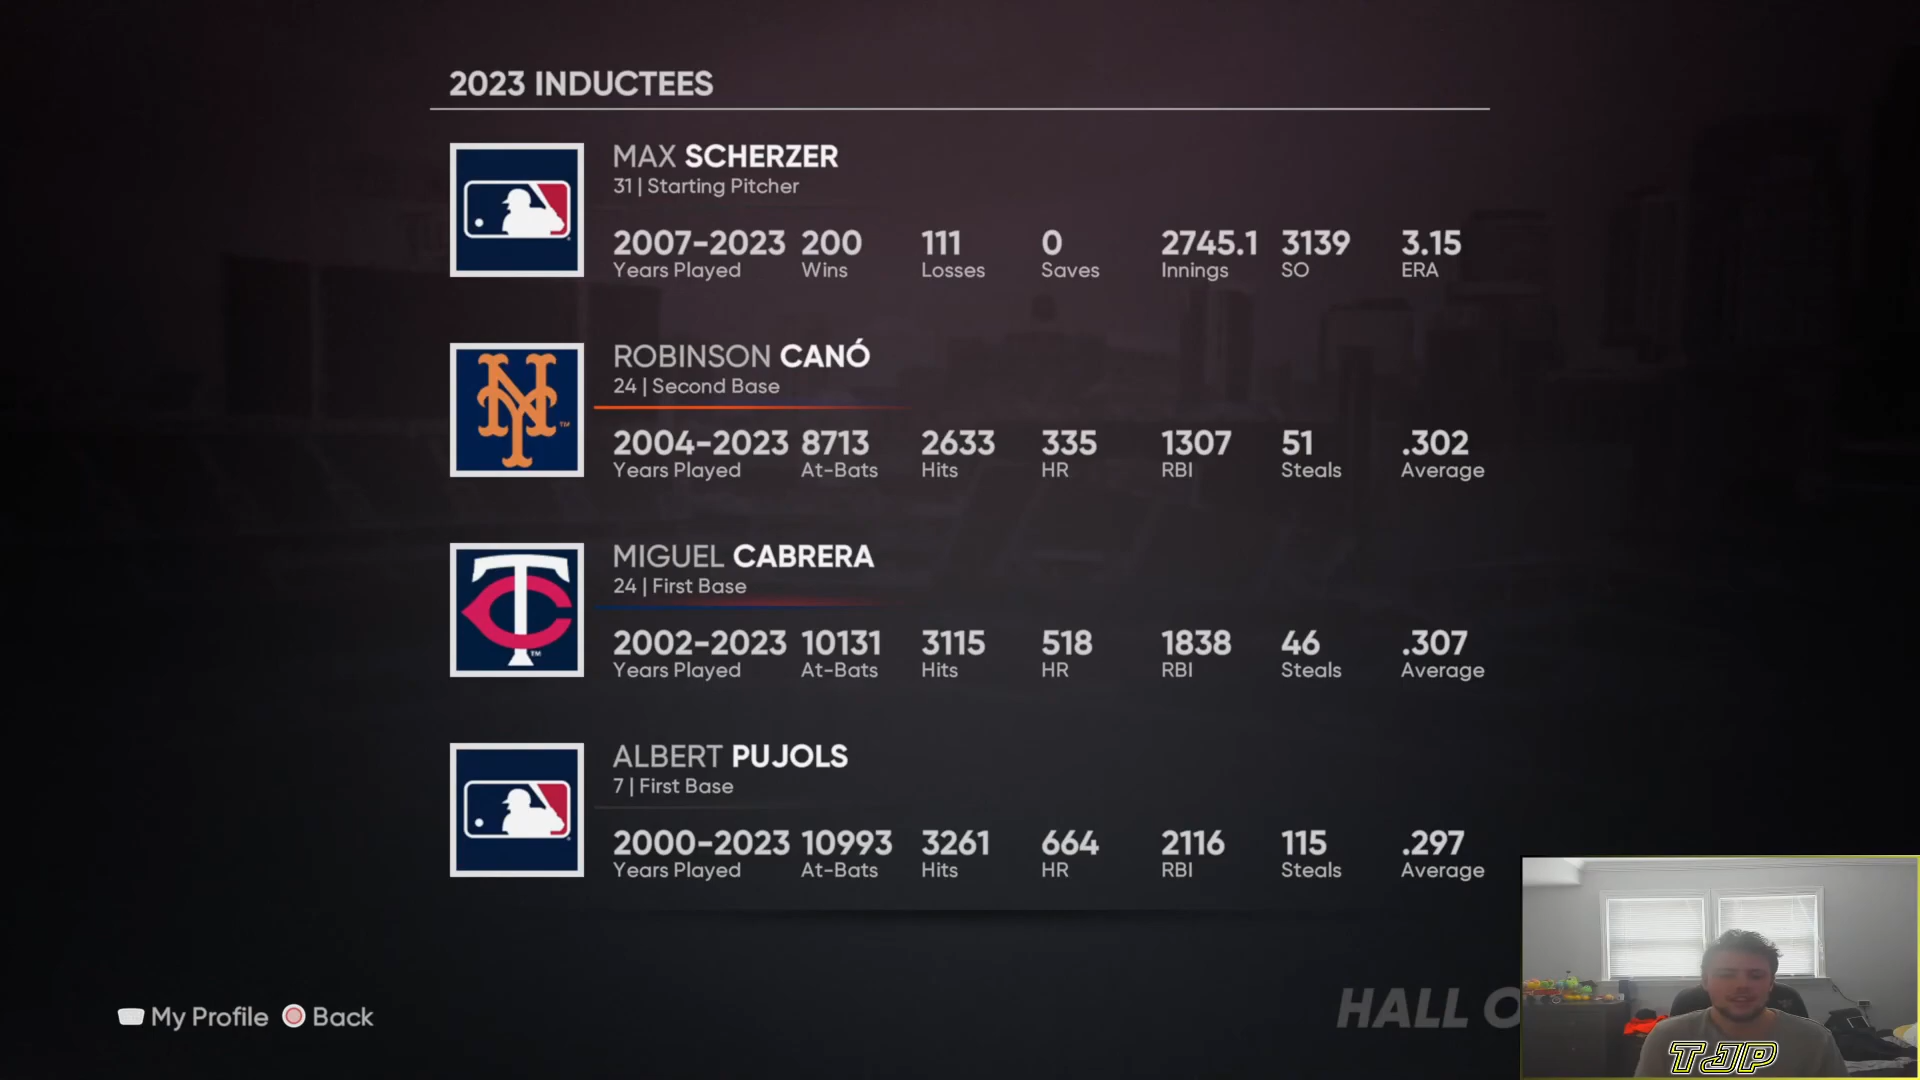 2023 INDUCTEES
MAX SCHERZER
31 | Starting Pitcher
2007-2023 200 111 0 2745.1 3139 3.15
Years Played Wins Losses Saves Innings SO ERA
ROBINSON CANÓ
24 | Second Base
2004-2023 8713 2633 335 1307 51 .302
Years Played At-Bats Hits HR RBI Steals Average
MIGUEL CABRERA
24 | First Base
2002-2023 10131 3115 518 1838 46 .307
Years Played At-Bats Hits HR RBI Steals Average
ALBERT PUJOLS
7 | First Base
2000-2023 10993 3261 664 2116 115 .297
Years Played At-Bats Hits HR RBI Steals Average
My Profile Back
HALL O
TJP